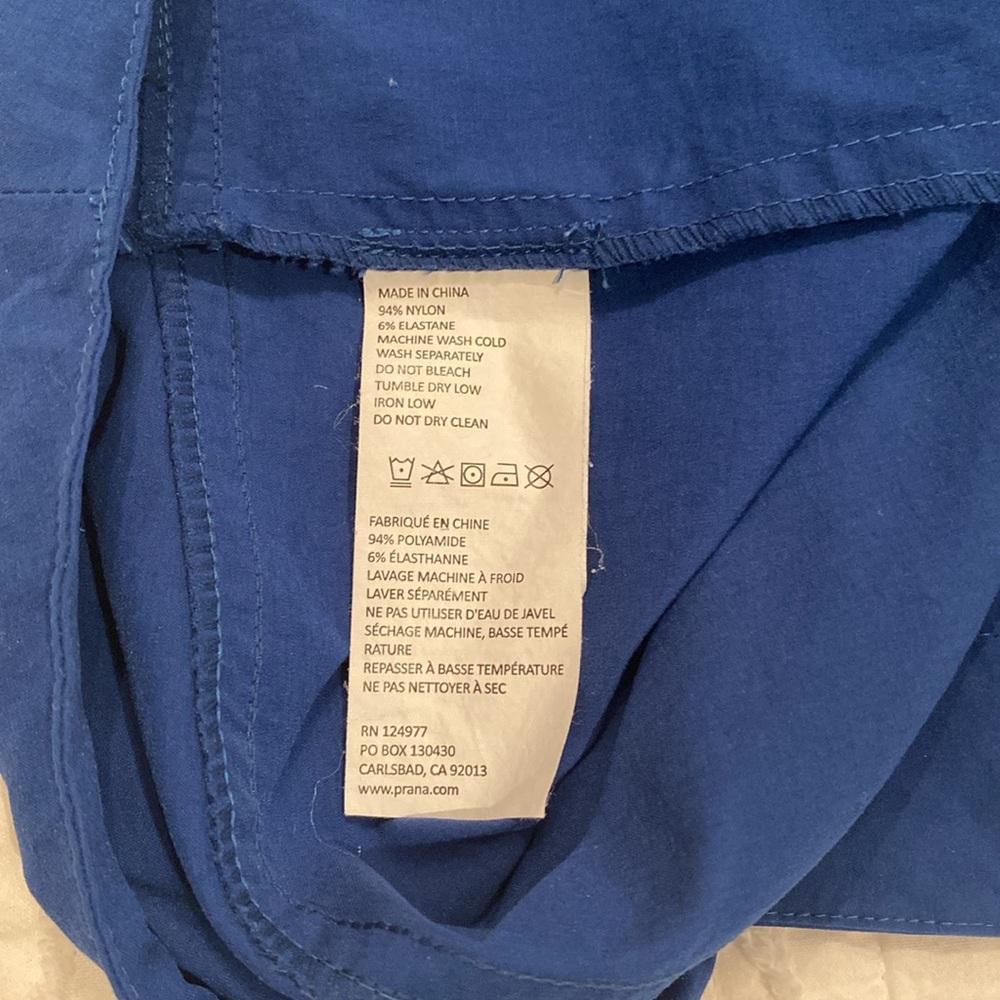 MADE IN CHINA
94% NYLON
6% ELASTANE
MACHINE WASH COLD
WASH SEPARATELY
DO NOT BLEACH
TUMBLE DRY LOW
IRON LOW
DO NOT DRY CLEAN
FABRIQUÉ EN CHINE
94% POLYAMIDE
6% ÉLASTHANNE
LAVAGE MACHINE À FROID
LAVER SÉPARÉMENT
NE PAS UTILISER D'EAU DE JAVEL
SÉCHAGE MACHINE, BASSE TEMPÉ
RATURE
REPASSER À BASSE TEMPÉRATURE
NE PAS NETTOYER À SEC
RN 124977
PO BOX 130430
CARLSBAD, CA 92013
www.prana.com